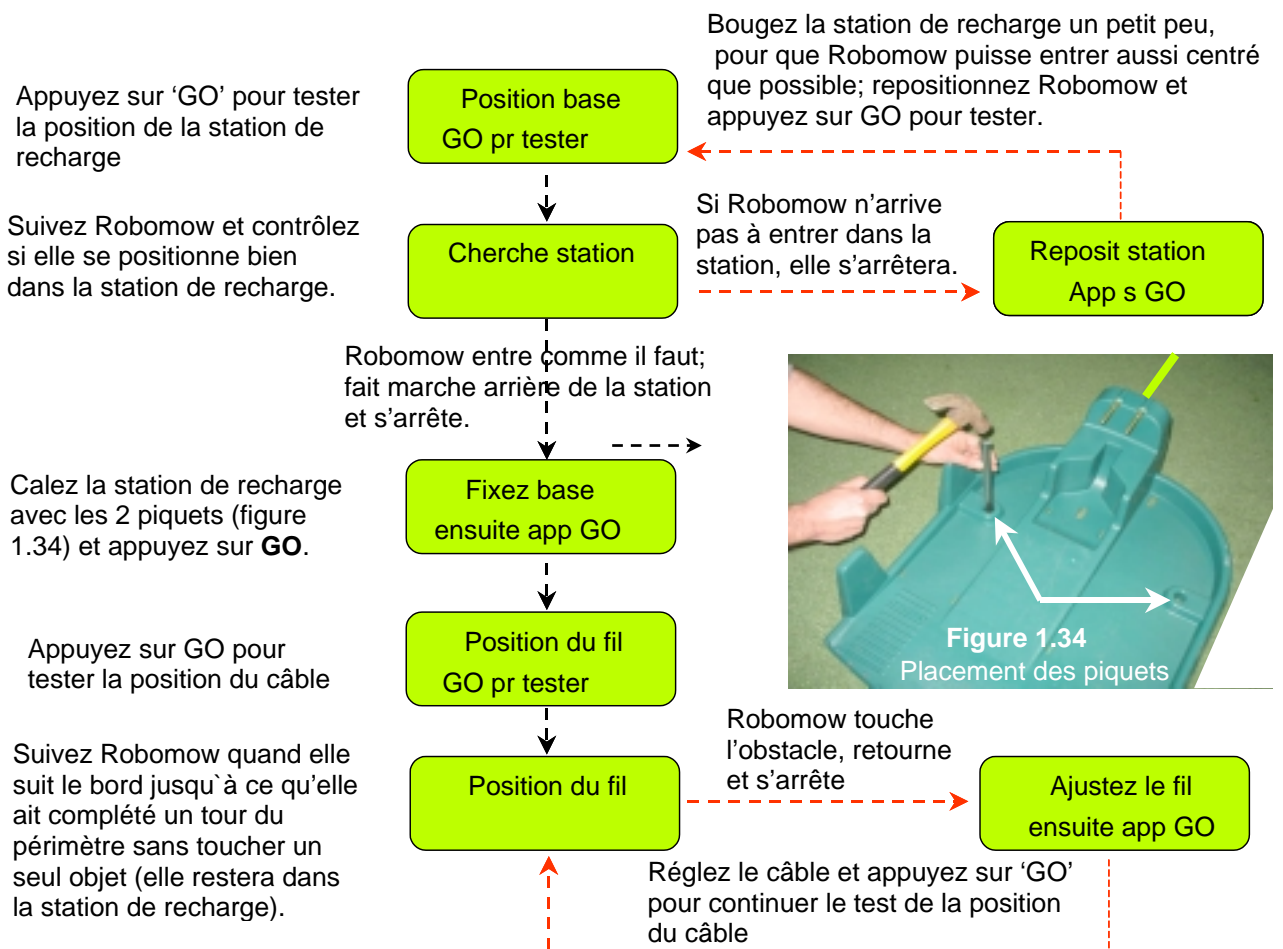 Bougez la station de recharge un petit peu,
pour que Robomow puisse entrer aussi centré
que possible; repositionnez Robomow et
appuyez sur GO pour tester.
Appuyez sur ‘GO’ pour tester
la position de la station de
recharge
Position base
GO pr tester
Suivez Robomow et contrôlez
si elle se positionne bien
dans la station de recharge.
Cherche station
Si Robomow n’arrive
pas à entrer dans la
station, elle s’arrêtera.
Reposit station
App s GO
Robomow entre comme il faut;
fait marche arrière de la station
et s’arrête.
Calez la station de recharge
avec les 2 piquets (figure
1.34) et appuyez sur GO.
Fixez base
ensuite app GO
Figure 1.34
Placement des piquets
Appuyez sur GO pour
tester la position du câble
Position du fil
GO pr tester
Suivez Robomow quand elle
suit le bord jusqu`à ce qu’elle
ait complété un tour du
périmètre sans toucher un
seul objet (elle restera dans
la station de recharge).
Position du fil
Robomow touche
l’obstacle, retourne
et s’arrête
Ajustez le fil
ensuite app GO
Réglez le câble et appuyez sur ‘GO’
pour continuer le test de la position
du câble